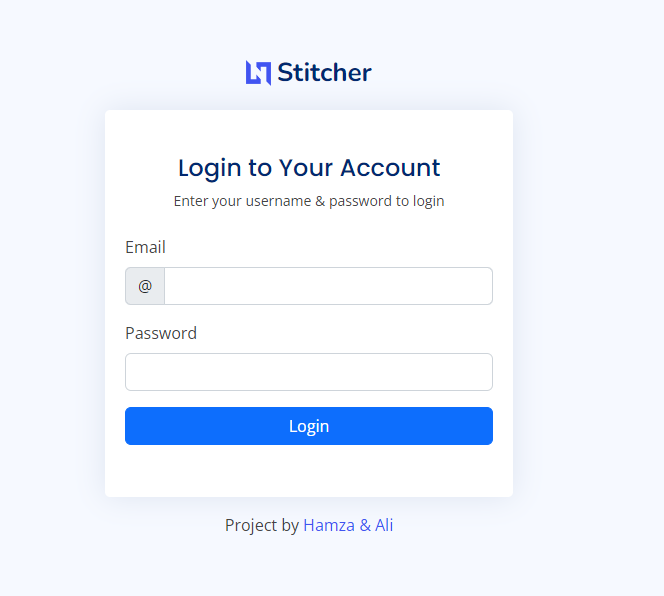 Stitcher
Login to Your Account
Enter your username & password to login
Email
@
Password
Login
Project by Hamza & Ali